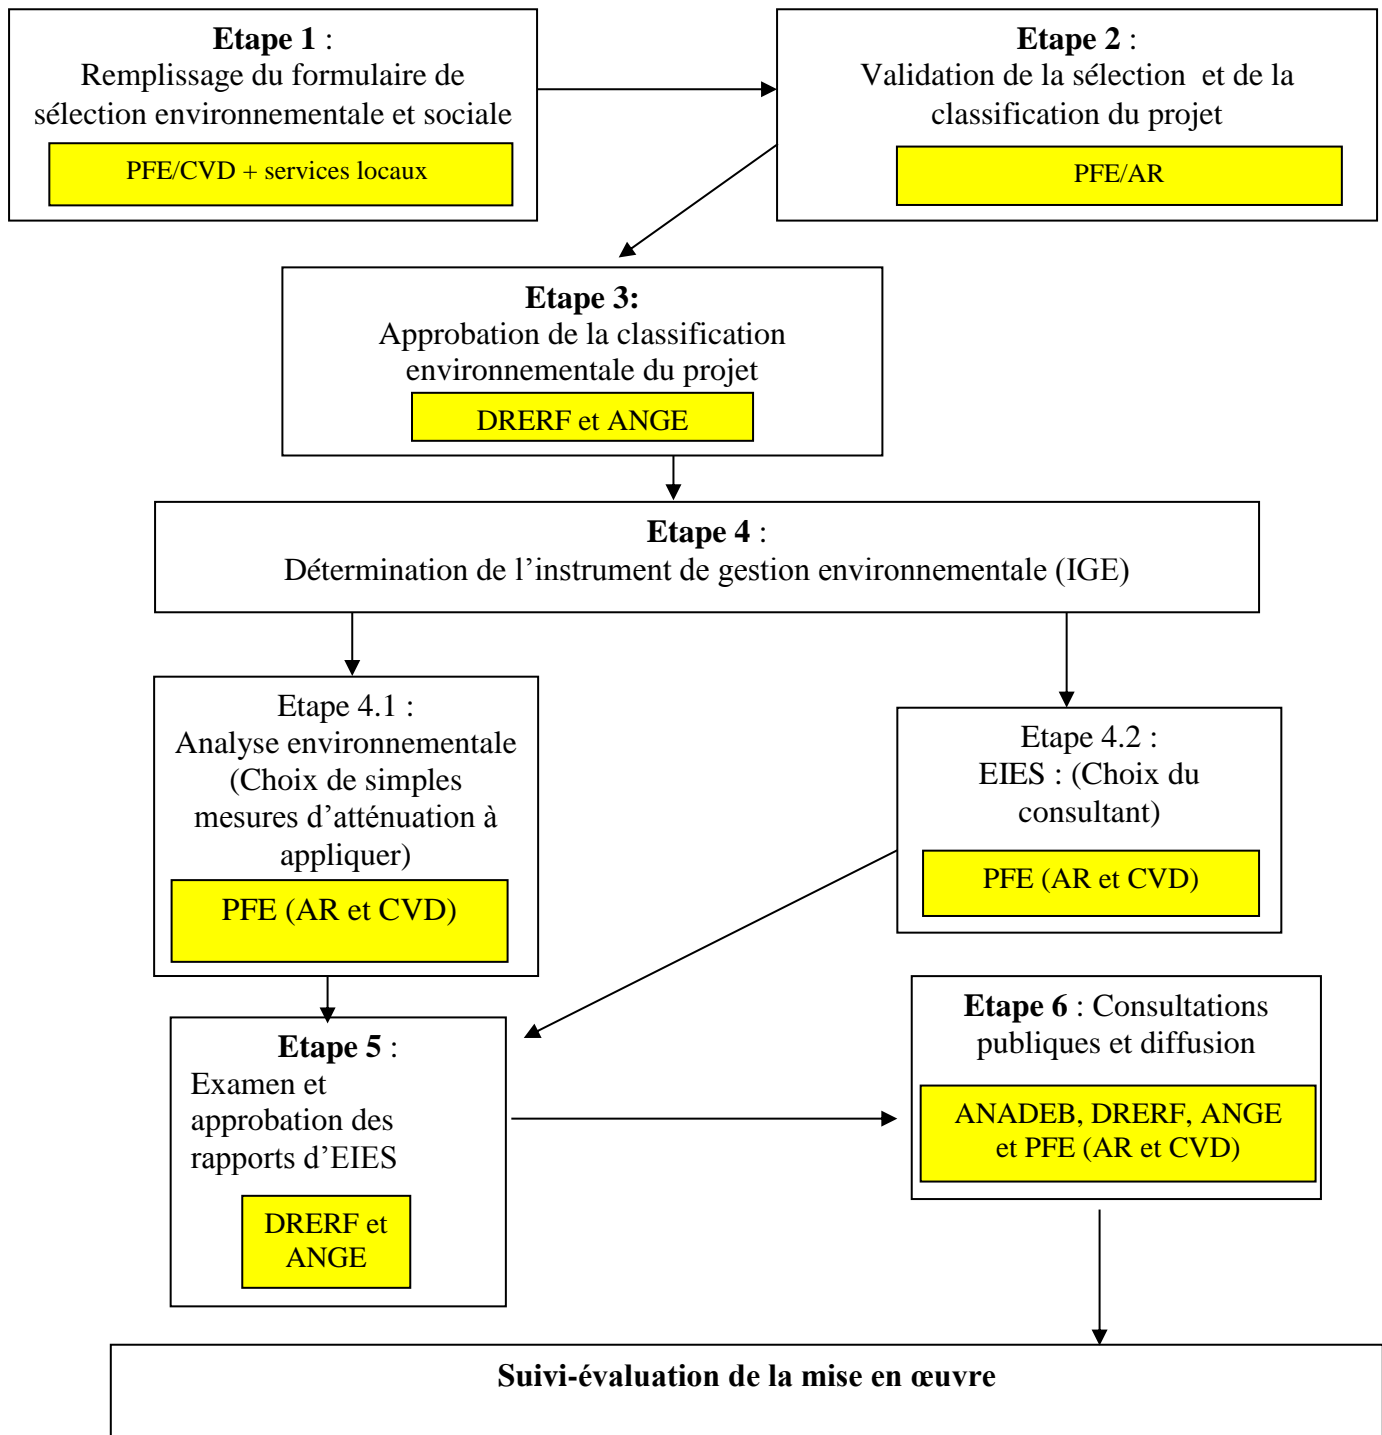 Etape 1 :
Remplissage du formulaire de
sélection environnementale et sociale
PFE/CVD + services locaux
Etape 2 :
Validation de la sélection et de la
classification du projet
PFE/AR
Etape 3:
Approbation de la classification
environnementale du projet
DRERF et ANGE
Etape 4 :
Détermination de l’instrument de gestion environnementale (IGE)
Etape 4.1 :
Analyse environnementale
(Choix de simples
mesures d’atténuation à
appliquer)
PFE (AR et CVD)
Etape 4.2 :
EIES : (Choix du
consultant)
PFE (AR et CVD)
Etape 5 :
Examen et
approbation des
rapports d’EIES
DRERF et
ANGE
Etape 6 : Consultations
publiques et diffusion
ANADEB, DRERF, ANGE
et PFE (AR et CVD)
Suivi-évaluation de la mise en œuvre